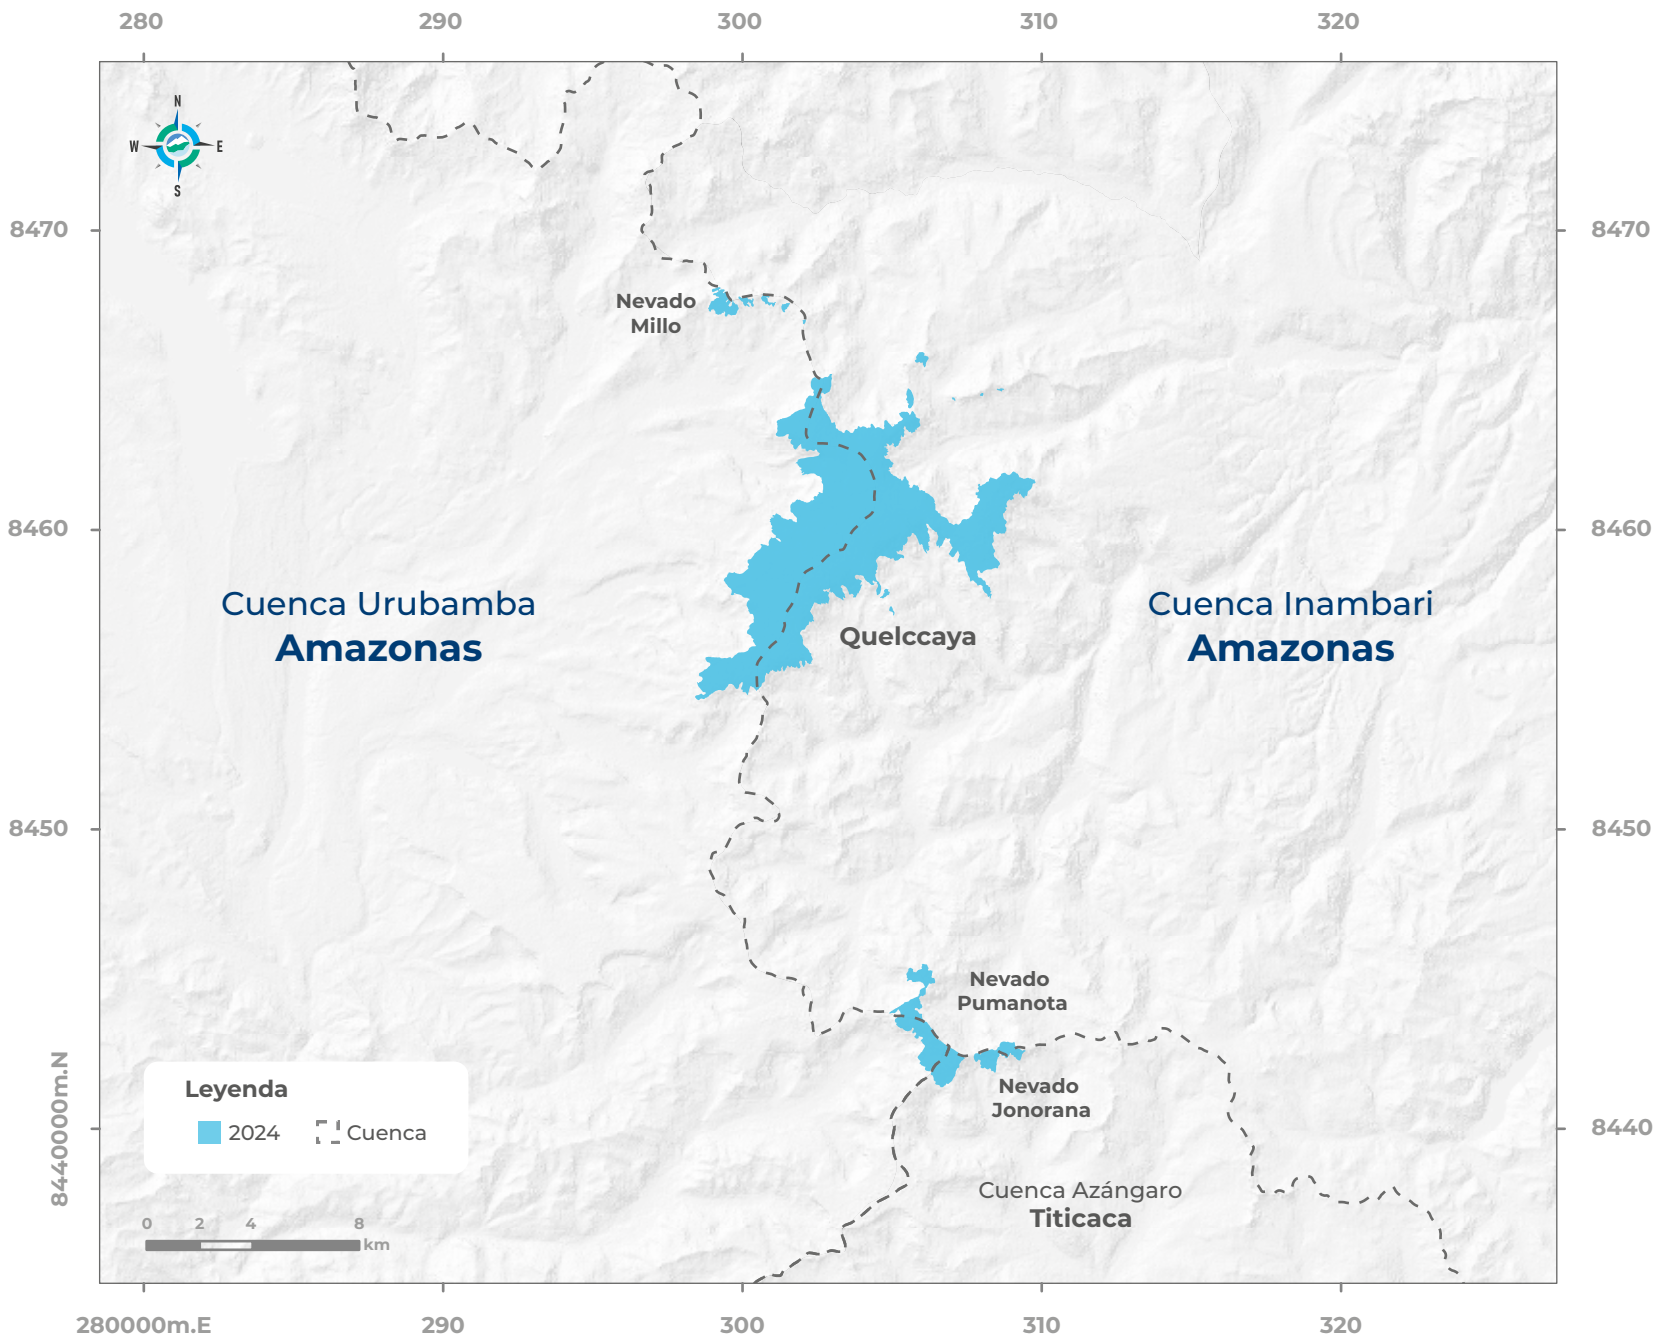 280 290 300 310 320
N
W E
S
8470 8470
Nevado
Millo
8460 8460
Cuenca Urubamba
Amazonas
Cuenca Inambari
Amazonas
Quelccaya
8450 8450
Nevado
Pumanota
Nevado
Jonorana
8440000m.N
8440
Leyenda
2024 Cuenca
Cuenca Azángaro
Titicaca
0 2 4 8
km
280000m.E 290 300 310 320